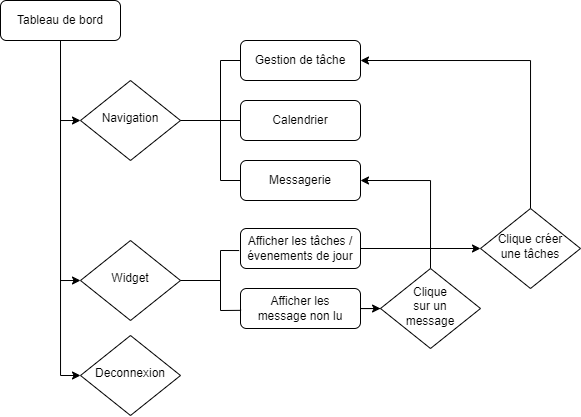 Tableau de bord
Gestion de tâche
Navigation
Calendrier
Messagerie
Afficher les tâches /
évenements de jour
Clique créer
une tâches
Widget
Afficher les
message non lu
Clique
sur un
message
Deconnexion